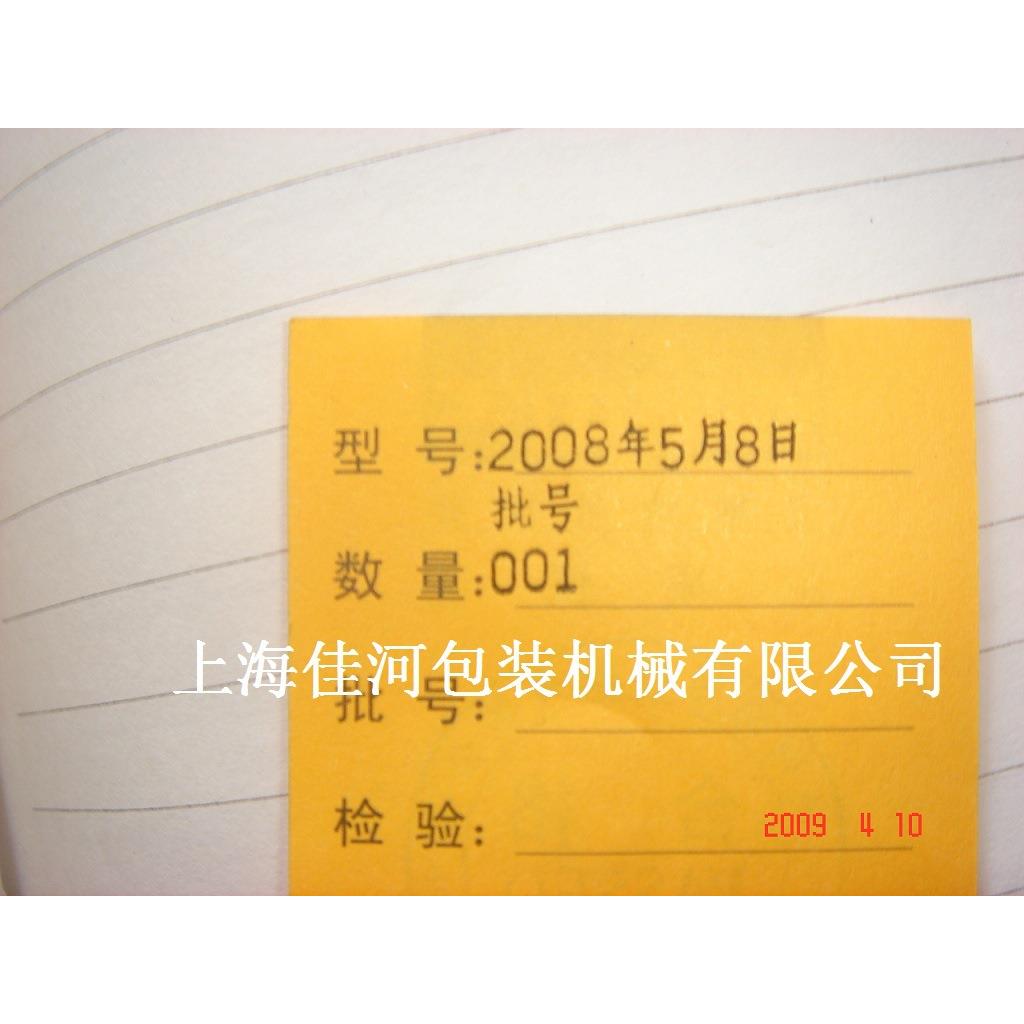 型 号:2008年5月8日
批号
数 量:001
上海佳河包装机械有限公司
批 号:
检 验:
2009 4 10